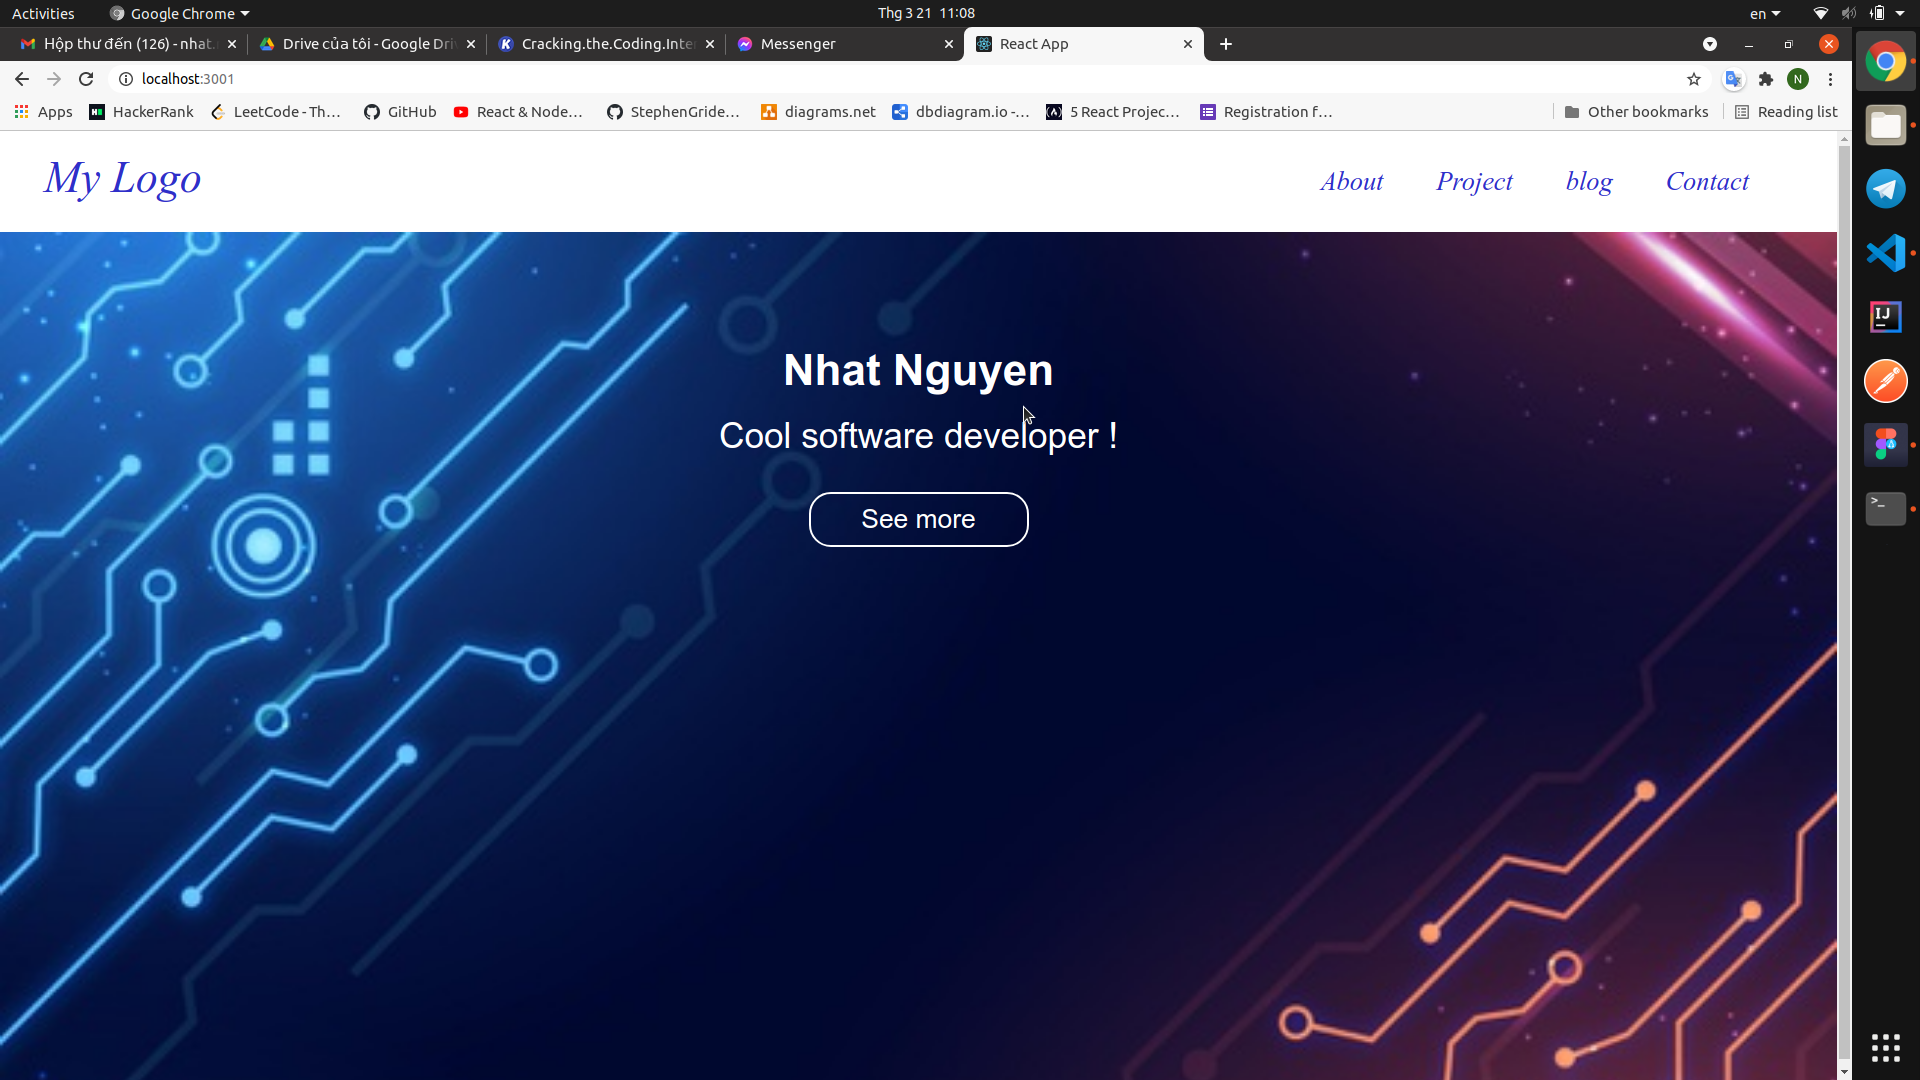 Activities Google Chrome Thg 3 21 11:08 en
Hộp thư đến (126) - nhat. Drive của tôi - Google Driv Cracking.the.Coding.Inte Messenger React App
localhost:3001 N
Apps HackerRank LeetCode - Th... GitHub React & Node... StephenGride... diagrams.net dbdiagram.io -... 5 React Projec... Registration f... Other bookmarks Reading list
My Logo About Project blog Contact
Nhat Nguyen
Cool software developer !
See more